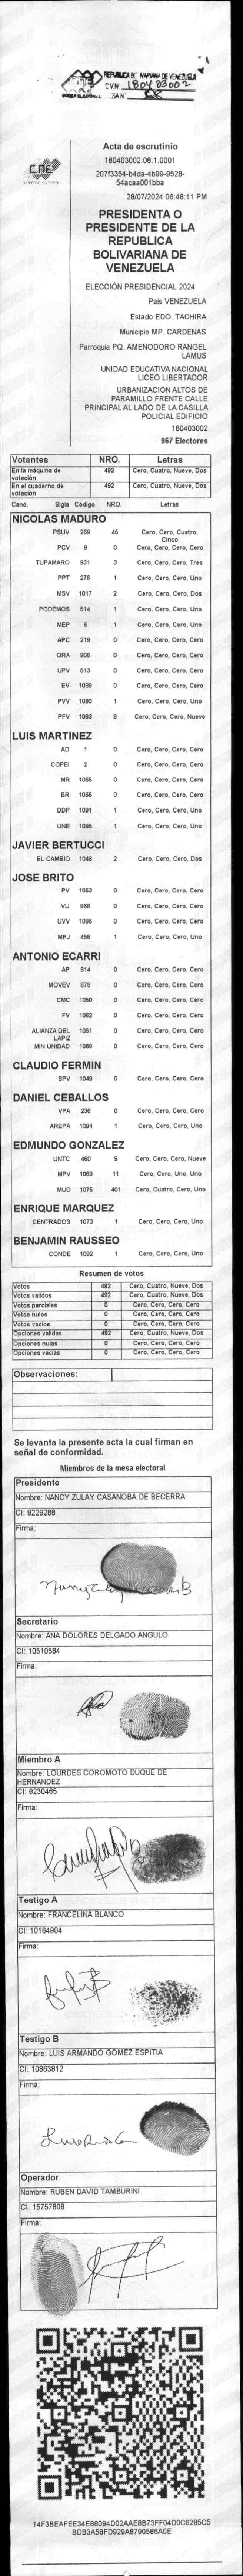 REPUBLICA BOLIVARIANA DE VENEZUELA
CVN: 180403002
CNE
PODER ELECTORAL
Acta de escrutinio
180403002.08.1.0001
207f3354-b4da-4b99-9528-
54acaa001bba
28/07/2024 06:48:11 PM
PRESIDENTA O
PRESIDENTE DE LA
REPUBLICA
BOLIVARIANA DE
VENEZUELA
ELECCIÓN PRESIDENCIAL 2024
Pais VENEZUELA
Estado EDO. TACHIRA
Municipio MP. CARDENAS
Parroquia PQ. AMENODORO RANGEL
LAMUS
UNIDAD EDUCATIVA NACIONAL
LICEO LIBERTADOR
URBANIZACION ALTOS DE
PARAMILLO FRENTE CALLE
PRINCIPAL AL LADO DE LA CASILLA
POLICIAL EDIFICIO
180403002
967 Electores
Votantes NRO. Letras
En la máquina de votación 492 Cero, Cuatro, Nueve, Dos
En el cuaderno de votación 492 Cero, Cuatro, Nueve, Dos
Cand. Sigla Código NRO. Letras
NICOLAS MADURO
PSUV 269 45 Cero, Cero, Cuatro, Cinco
PCV 9 0 Cero, Cero, Cero, Cero
TUPAMARO 931 3 Cero, Cero, Cero, Tres
PPT 276 1 Cero, Cero, Cero, Uno
MSV 1017 2 Cero, Cero, Cero, Dos
PODEMOS 514 1 Cero, Cero, Cero, Uno
MEP 6 1 Cero, Cero, Cero, Uno
APC 219 0 Cero, Cero, Cero, Cero
ORA 906 0 Cero, Cero, Cero, Cero
UPV 613 0 Cero, Cero, Cero, Cero
EV 1089 0 Cero, Cero, Cero, Cero
PVV 1090 1 Cero, Cero, Cero, Uno
PFV 1093 9 Cero, Cero, Cero, Nueve
LUIS MARTINEZ
AD 1 0 Cero, Cero, Cero, Cero
COPEI 2 0 Cero, Cero, Cero, Cero
MR 1065 0 Cero, Cero, Cero, Cero
BR 1066 0 Cero, Cero, Cero, Cero
DDP 1091 1 Cero, Cero, Cero, Uno
UNE 1095 1 Cero, Cero, Cero, Uno
JAVIER BERTUCCI
EL CAMBIO 1048 2 Cero, Cero, Cero, Dos
JOSE BRITO
PV 1053 0 Cero, Cero, Cero, Cero
VU 868 0 Cero, Cero, Cero, Cero
UVV 1096 0 Cero, Cero, Cero, Cero
MPJ 458 1 Cero, Cero, Cero, Uno
ANTONIO ECARRI
AP 814 0 Cero, Cero, Cero, Cero
MOVEV 878 0 Cero, Cero, Cero, Cero
CMC 1050 0 Cero, Cero, Cero, Cero
FV 1062 0 Cero, Cero, Cero, Cero
ALIANZA DEL LAPIZ 1051 0 Cero, Cero, Cero, Cero
MIN UNIDAD 1068 0 Cero, Cero, Cero, Cero
CLAUDIO FERMIN
SPV 1049 0 Cero, Cero, Cero, Cero
DANIEL CEBALLOS
VPA 236 0 Cero, Cero, Cero, Cero
AREPA 1094 1 Cero, Cero, Cero, Uno
EDMUNDO GONZALEZ
UNTC 460 9 Cero, Cero, Cero, Nueve
MPV 1069 11 Cero, Cero, Uno, Uno
MUD 1075 401 Cero, Cuatro, Cero, Uno
ENRIQUE MARQUEZ
CENTRADOS 1073 1 Cero, Cero, Cero, Uno
BENJAMIN RAUSSEO
CONDE 1092 1 Cero, Cero, Cero, Uno
Resumen de votos
Votos 492 Cero, Cuatro, Nueve, Dos
Votos validos 492 Cero, Cuatro, Nueve, Dos
Votos parciales 0 Cero, Cero, Cero, Cero
Votos nulos 0 Cero, Cero, Cero, Cero
Votos vacios 0 Cero, Cero, Cero, Cero
Opciones validas 492 Cero, Cuatro, Nueve, Dos
Opciones nulas 0 Cero, Cero, Cero, Cero
Opciones vacias 0 Cero, Cero, Cero, Cero
Observaciones:
Se levanta la presente acta la cual firman en
señal de conformidad.
Miembros de la mesa electoral
Presidente
Nombre: NANCY ZULAY CASANOBA DE BECERRA
CI: 9229288
Firma:
Secretario
Nombre: ANA DOLORES DELGADO ANGULO
CI: 10510584
Firma:
Miembro A
Nombre: LOURDES COROMOTO DUQUE DE
HERNANDEZ
CI: 9230465
Firma:
Testigo A
Nombre: FRANCELINA BLANCO
CI: 10164904
Firma:
Testigo B
Nombre: LUIS ARMANDO GOMEZ ESPITIA
CI: 10863812
Firma:
Operador
Nombre: RUBEN DAVID TAMBURINI
CI: 15757808
Firma:
14F3BEAFEE34E88094D02AAE8B73FF04D0C6285C5
BDB3A58FD929A8790586A0E